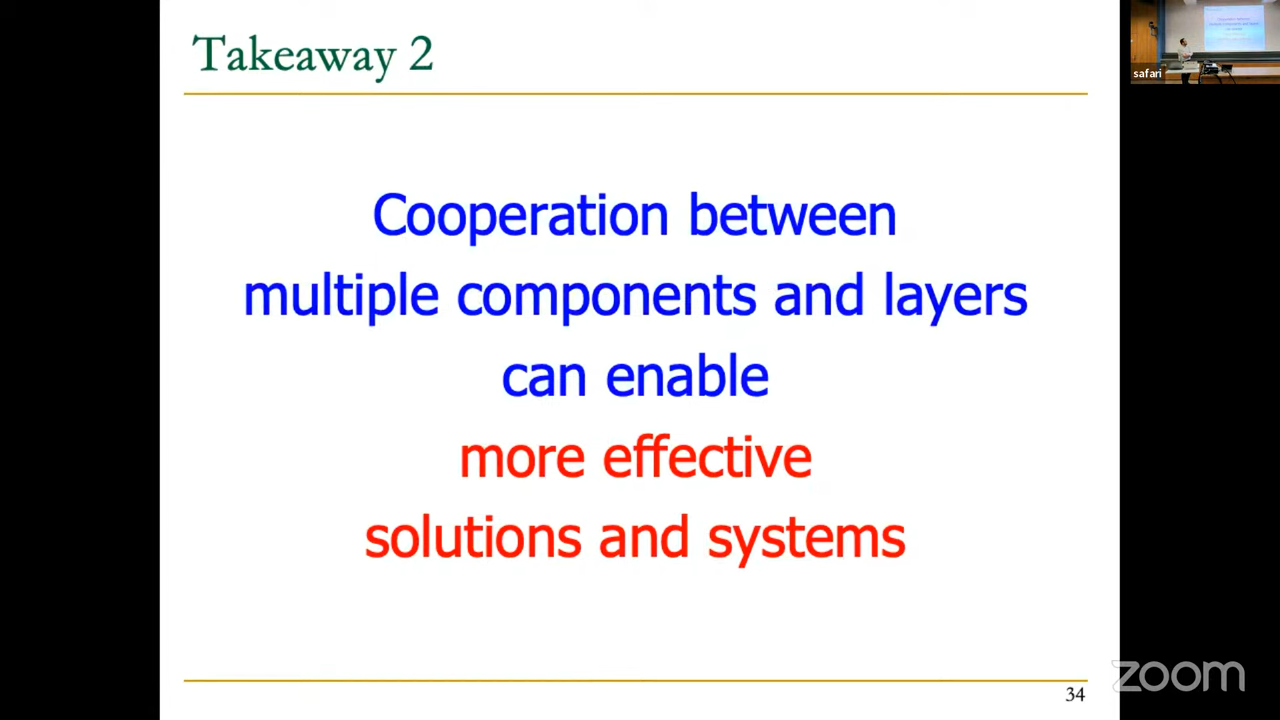 Takeaway 2
safari
Cooperation between
multiple components and layers
can enable
more effective
solutions and systems
34
zoom